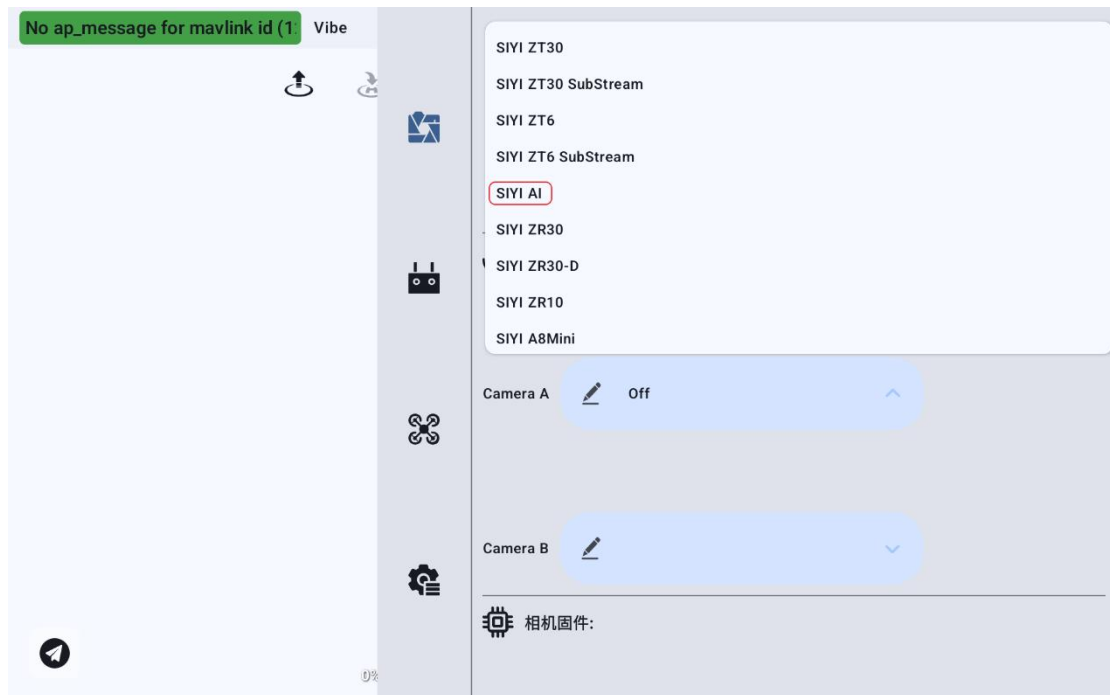 No ap_message for mavlink id (1:
Vibe
SIYI ZT30
SIYI ZT30 SubStream
SIYI ZT6
SIYI ZT6 SubStream
SIYI AI
SIYI ZR30
SIYI ZR30-D
SIYI ZR10
SIYI A8Mini
Camera A
Off
Camera B
相机固件:
0%